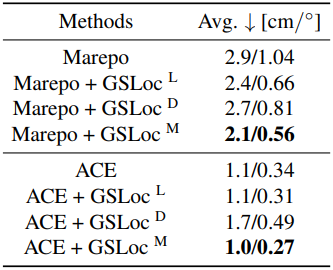 Methods Avg. ↓ [cm/°]
Marepo 2.9/1.04
Marepo + GSLoc L 2.4/0.66
Marepo + GSLoc D 2.7/0.81
Marepo + GSLoc M 2.1/0.56
ACE 1.1/0.34
ACE + GSLoc L 1.1/0.31
ACE + GSLoc D 1.7/0.49
ACE + GSLoc M 1.0/0.27